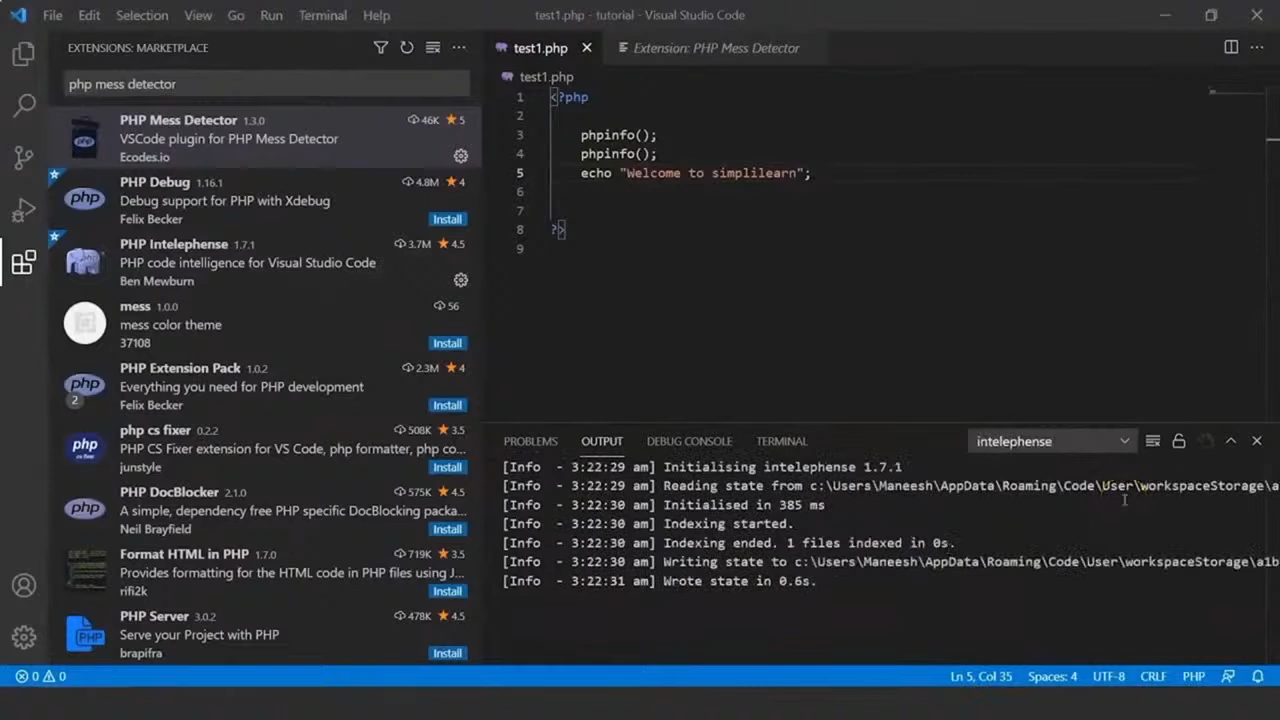 File Edit Selection View Go Run Terminal Help test1.php - tutorial - Visual Studio Code
EXTENSIONS: MARKETPLACE
php mess detector
PHP Mess Detector 1.3.0 46K 5
VSCode plugin for PHP Mess Detector
Ecodes.io
PHP Debug 1.16.1 4.8M 4
Debug support for PHP with Xdebug
Felix Becker Install
PHP Intelephense 1.7.1 3.7M 4.5
PHP code intelligence for Visual Studio Code
Ben Mewburn
mess 1.0.0 56
mess color theme
37108 Install
PHP Extension Pack 1.0.2 2.3M 4
Everything you need for PHP development
2
Felix Becker Install
php cs fixer 0.2.2 508K 3.5
PHP CS Fixer extension for VS Code, php formatter, php co...
junstyle Install
PHP DocBlocker 2.1.0 575K 4.5
A simple, dependency free PHP specific DocBlocking packa...
Neil Brayfield Install
Format HTML in PHP 1.7.0 719K 3.5
Provides formatting for the HTML code in PHP files using J...
rifi2k Install
PHP Server 3.0.2 478K 4.5
Serve your Project with PHP
brapifra Install
php
php
php
php
PHP
test1.php Extension: PHP Mess Detector
test1.php
1 <?php
2
3 phpinfo();
4 phpinfo();
5 echo "Welcome to simplilearn";
6
7
8 ?>
9
PROBLEMS OUTPUT DEBUG CONSOLE TERMINAL intelephense
[Info - 3:22:29 am] Initialising intelephense 1.7.1
[Info - 3:22:29 am] Reading state from c:\Users\Maneesh\AppData\Roaming\Code\User\workspaceStorage\a
[Info - 3:22:30 am] Initialised in 385 ms
[Info - 3:22:30 am] Indexing started.
[Info - 3:22:30 am] Indexing ended. 1 files indexed in 0s.
[Info - 3:22:30 am] Writing state to c:\Users\Maneesh\AppData\Roaming\Code\User\workspaceStorage\a1b
[Info - 3:22:31 am] Wrote state in 0.6s.
0 0 Ln 5, Col 35 Spaces: 4 UTF-8 CRLF PHP